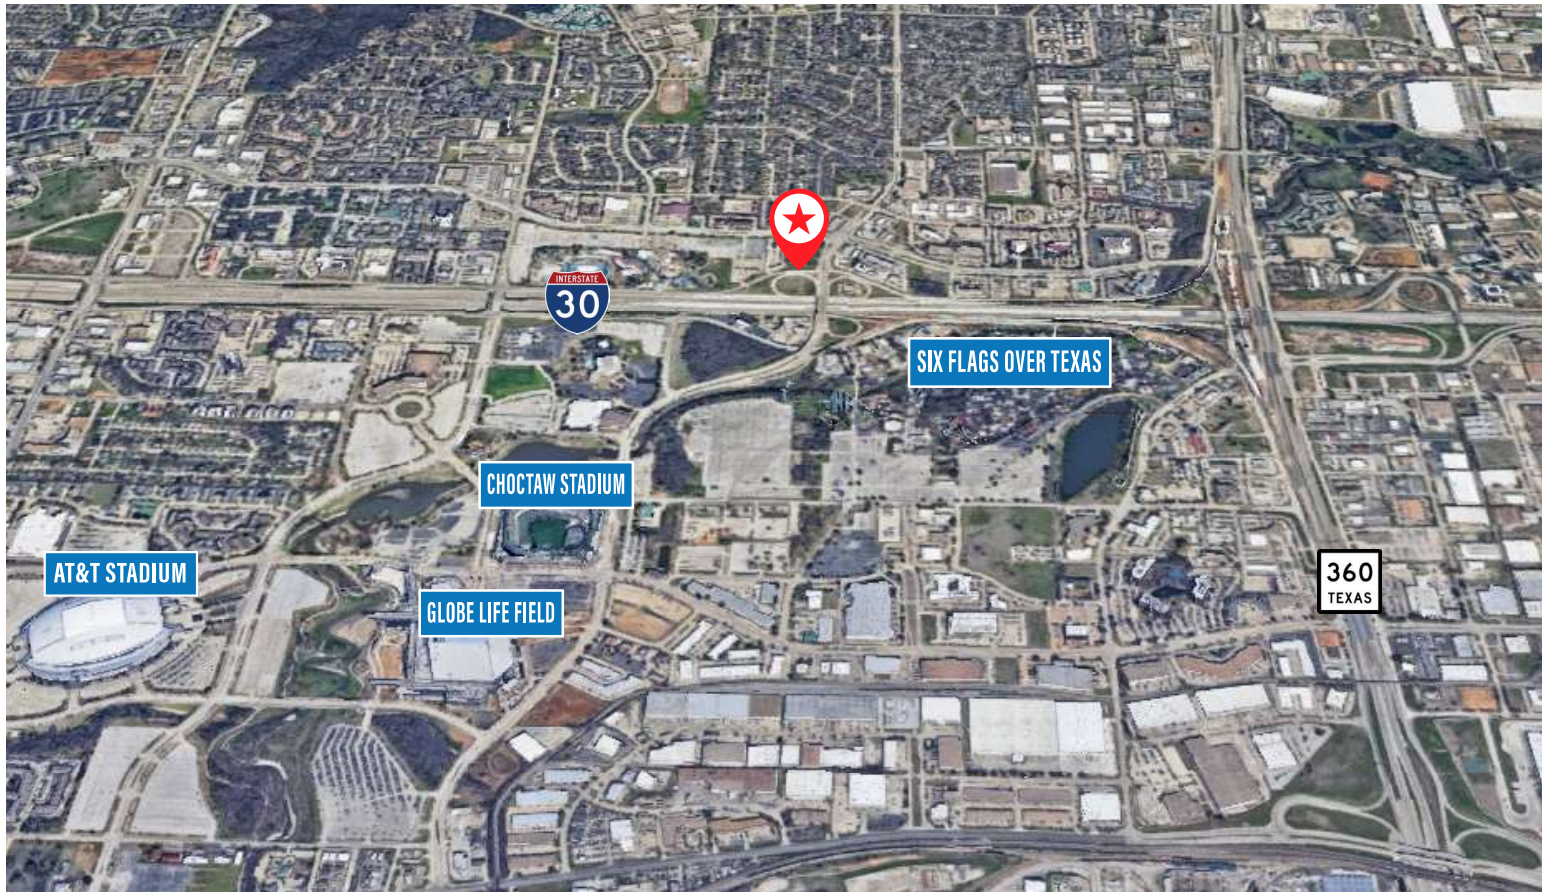 INTERSTATE
30
SIX FLAGS OVER TEXAS
CHOCTAW STADIUM
AT&T STADIUM
GLOBE LIFE FIELD
360
TEXAS